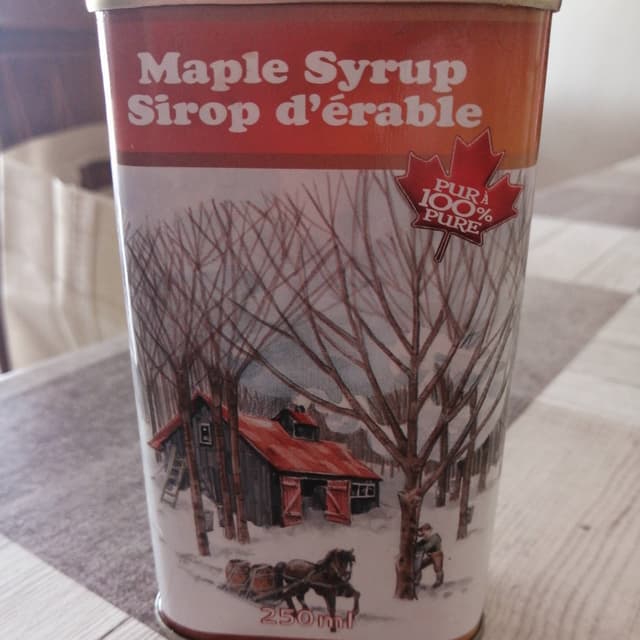 Maple Syrup
Sirop d'érable
PUR À
100%
PURE
250 ml